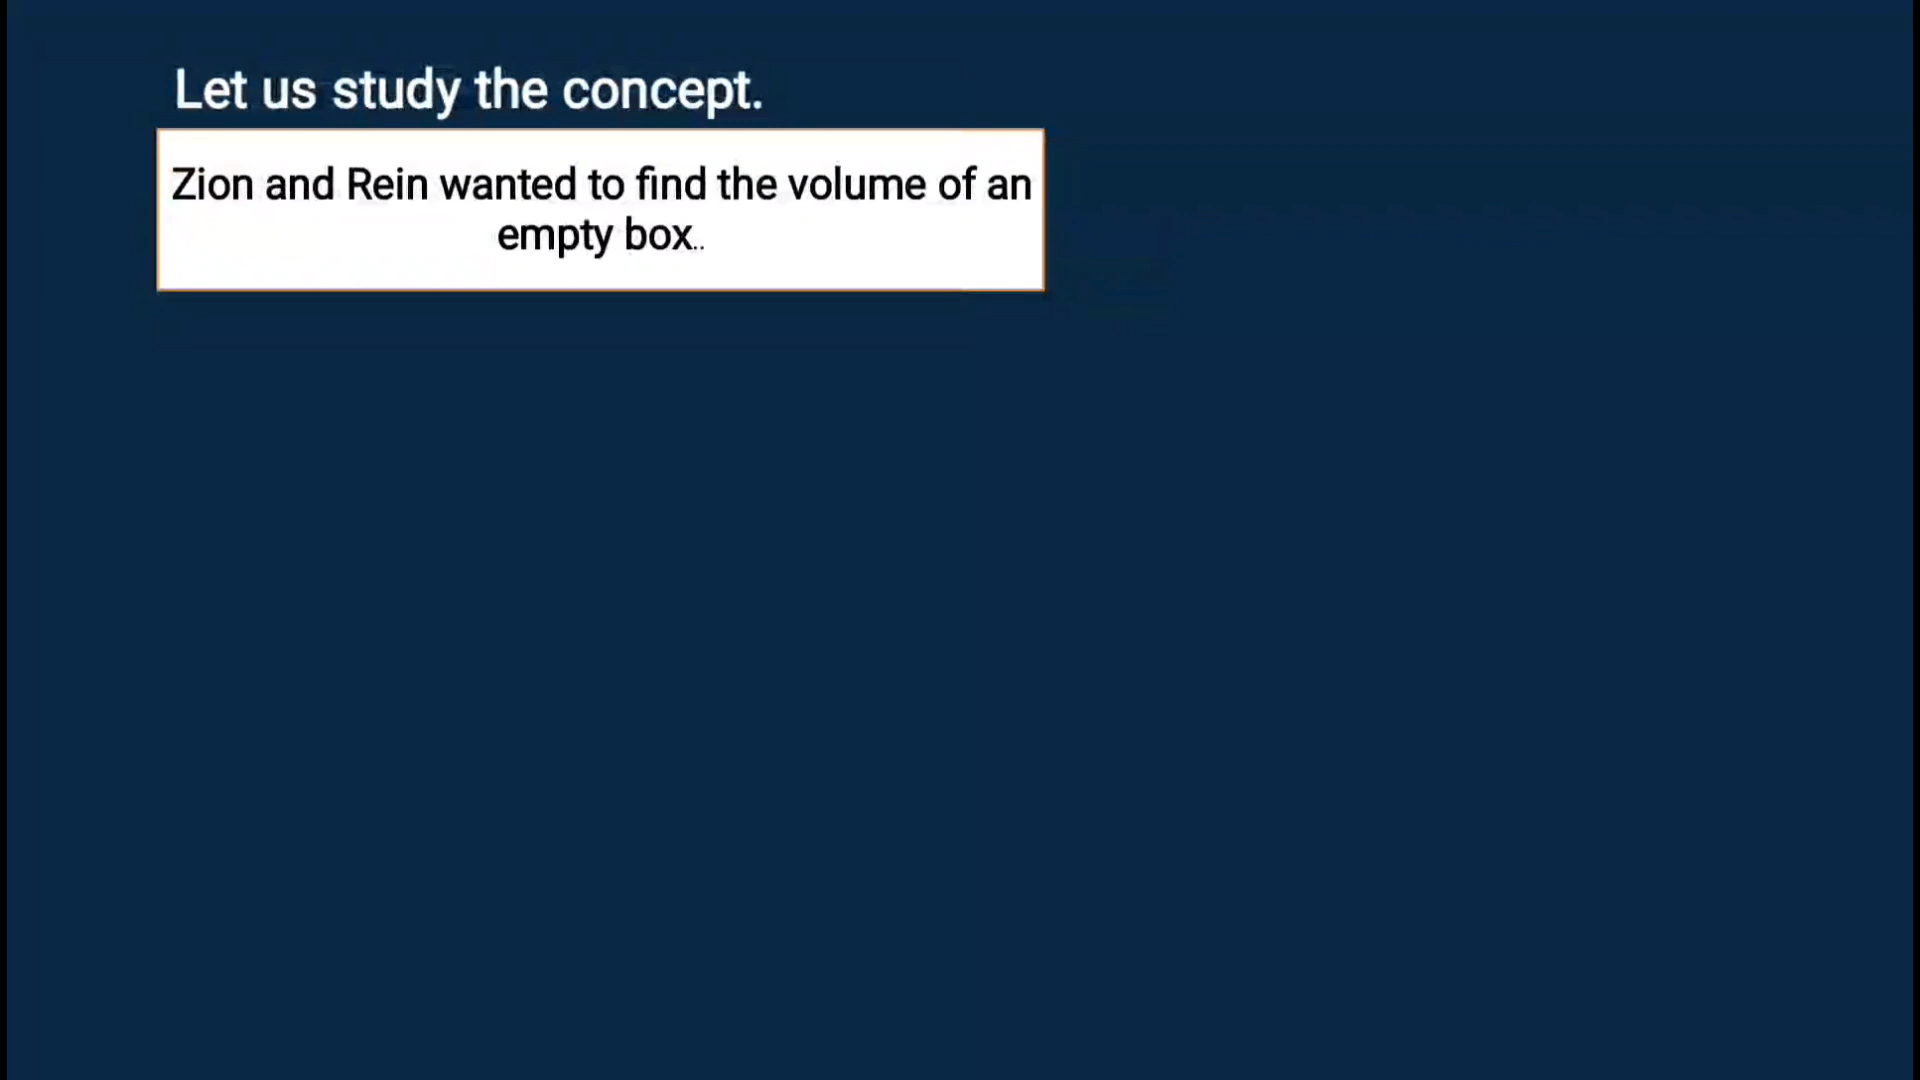 Let us study the concept.
Zion and Rein wanted to find the volume of an
empty box..